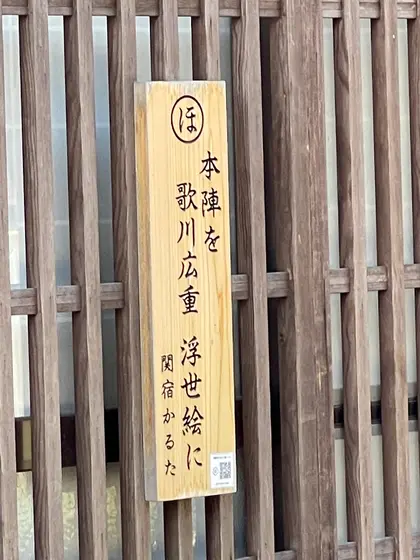 ほ
本陣を
歌川広重 浮世絵に
関宿かるた